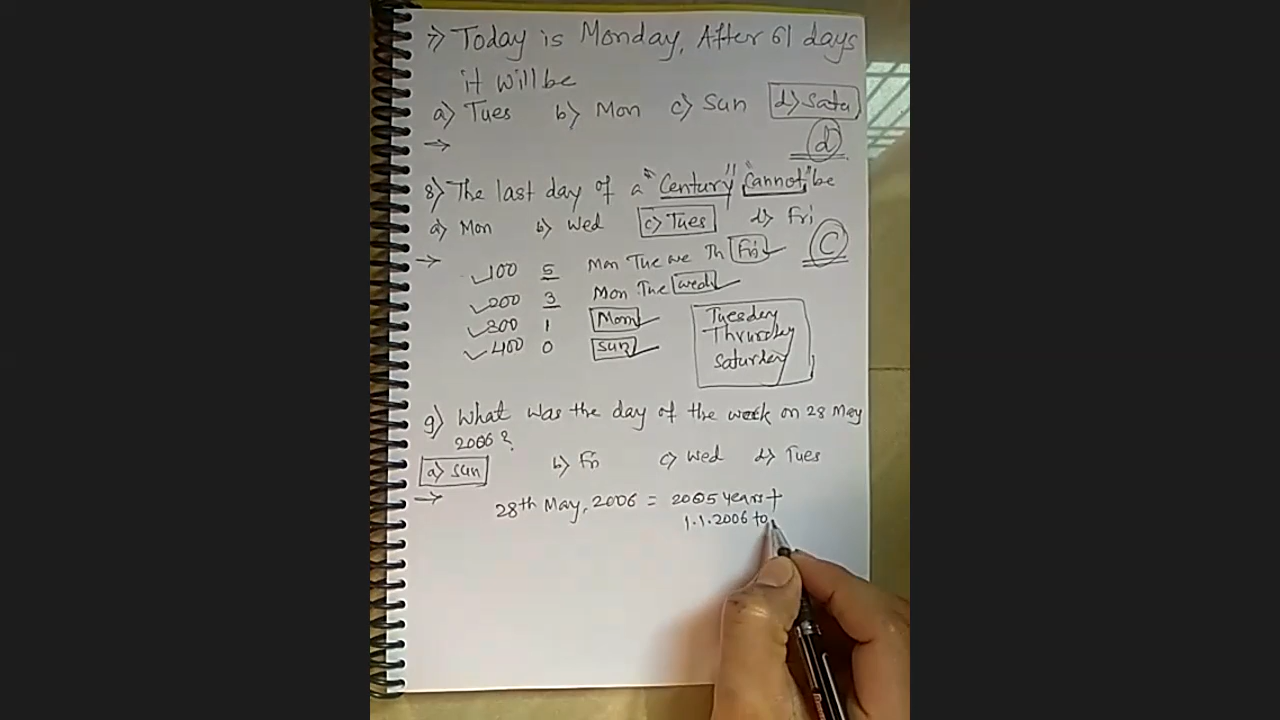 7) Today is Monday, After 61 days
it will be
a) Tues b) Mon c) Sun d) Satu
→ d
8) The last day of a "Century" "cannot" be
a) Mon b) Wed c) Tues d) Fri
→ C
✓100 5 Mon Tue we Th Fri ✓
✓200 3 Mon Tue wed ✓
✓300 1 Mon ✓
✓400 0 Sun ✓
Tuesday
Thrusday
Saturday
9) What was the day of the week on 28 May
2006?
a) Sun b) Fri c) Wed d) Tues
→ 28th May, 2006 = 2005 years +
1.1.2006 to